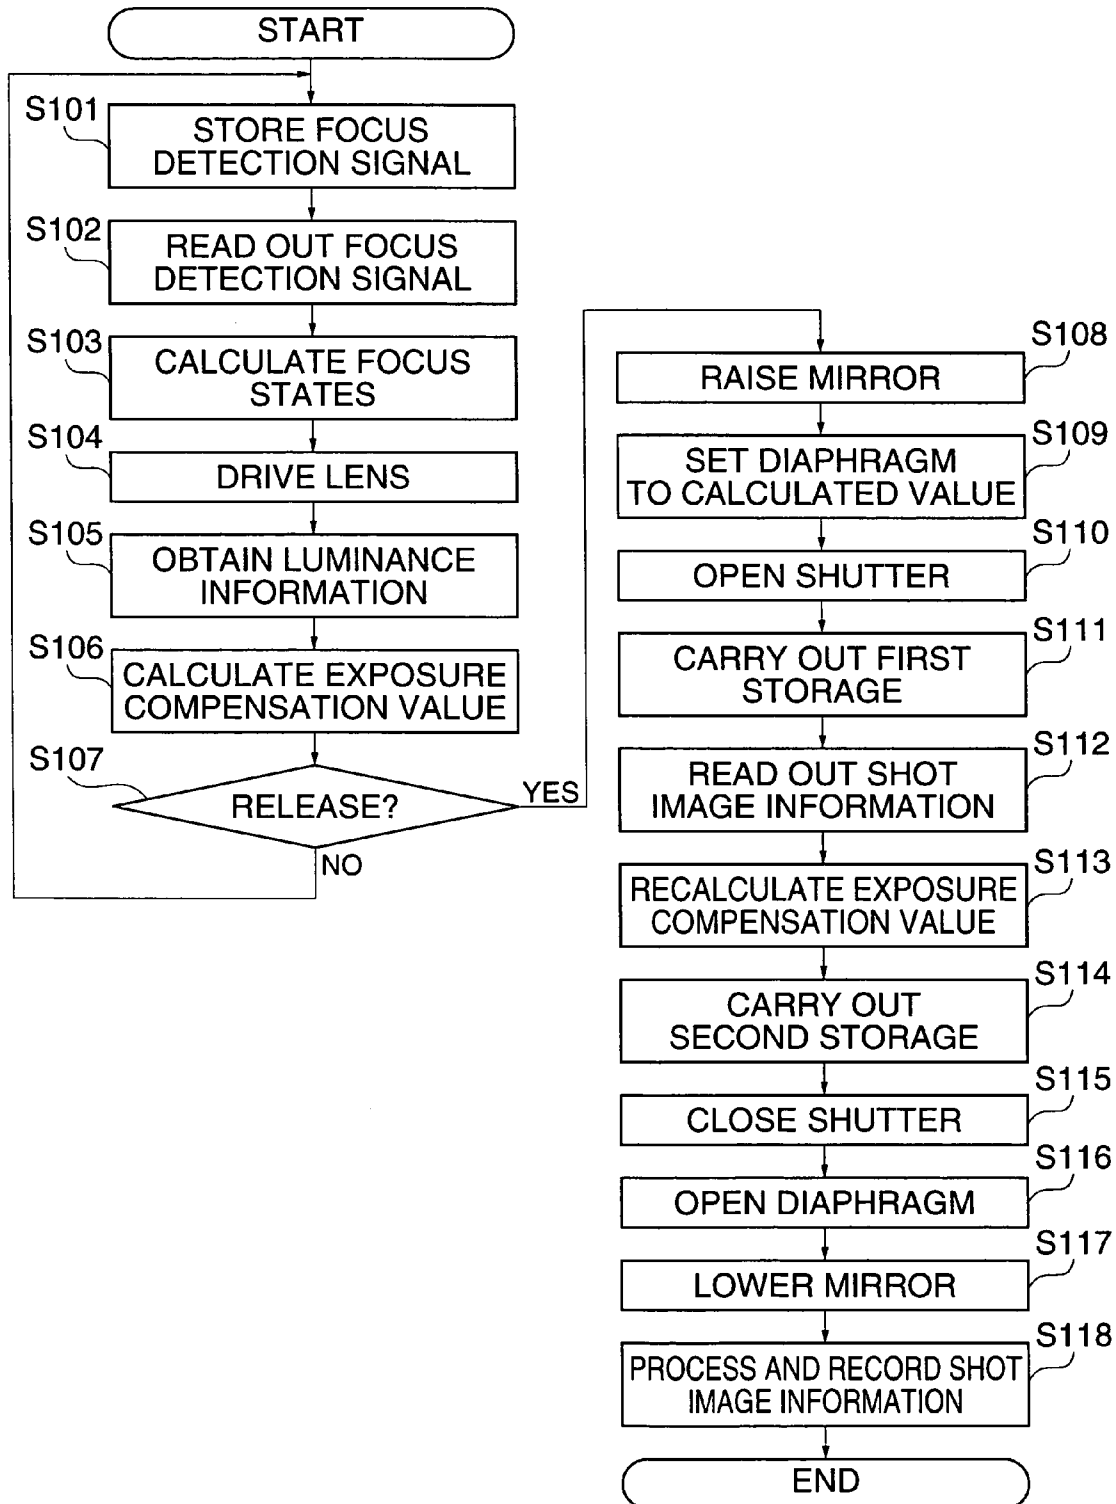 START
S101
STORE FOCUS
DETECTION SIGNAL
S102
READ OUT FOCUS
DETECTION SIGNAL
S103
CALCULATE FOCUS
STATES
S104
DRIVE LENS
S105
OBTAIN LUMINANCE
INFORMATION
S106
CALCULATE EXPOSURE
COMPENSATION VALUE
S107
RELEASE?
YES
NO
S108
RAISE MIRROR
S109
SET DIAPHRAGM
TO CALCULATED VALUE
S110
OPEN SHUTTER
S111
CARRY OUT FIRST
STORAGE
S112
READ OUT SHOT
IMAGE INFORMATION
S113
RECALCULATE EXPOSURE
COMPENSATION VALUE
S114
CARRY OUT
SECOND STORAGE
S115
CLOSE SHUTTER
S116
OPEN DIAPHRAGM
S117
LOWER MIRROR
S118
PROCESS AND RECORD SHOT
IMAGE INFORMATION
END